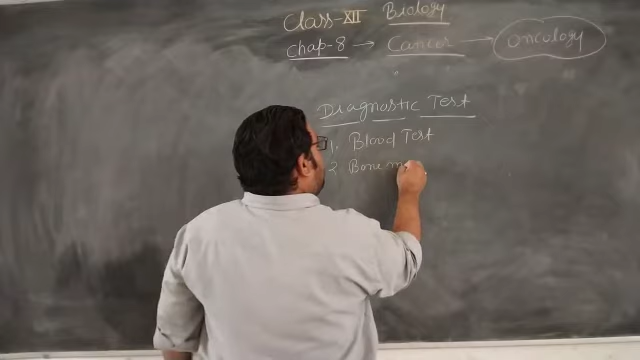 Class-XII Biology
chap-8 → Cancer → oncology
Diagnostic Test
1. Blood Test
2. Bone m